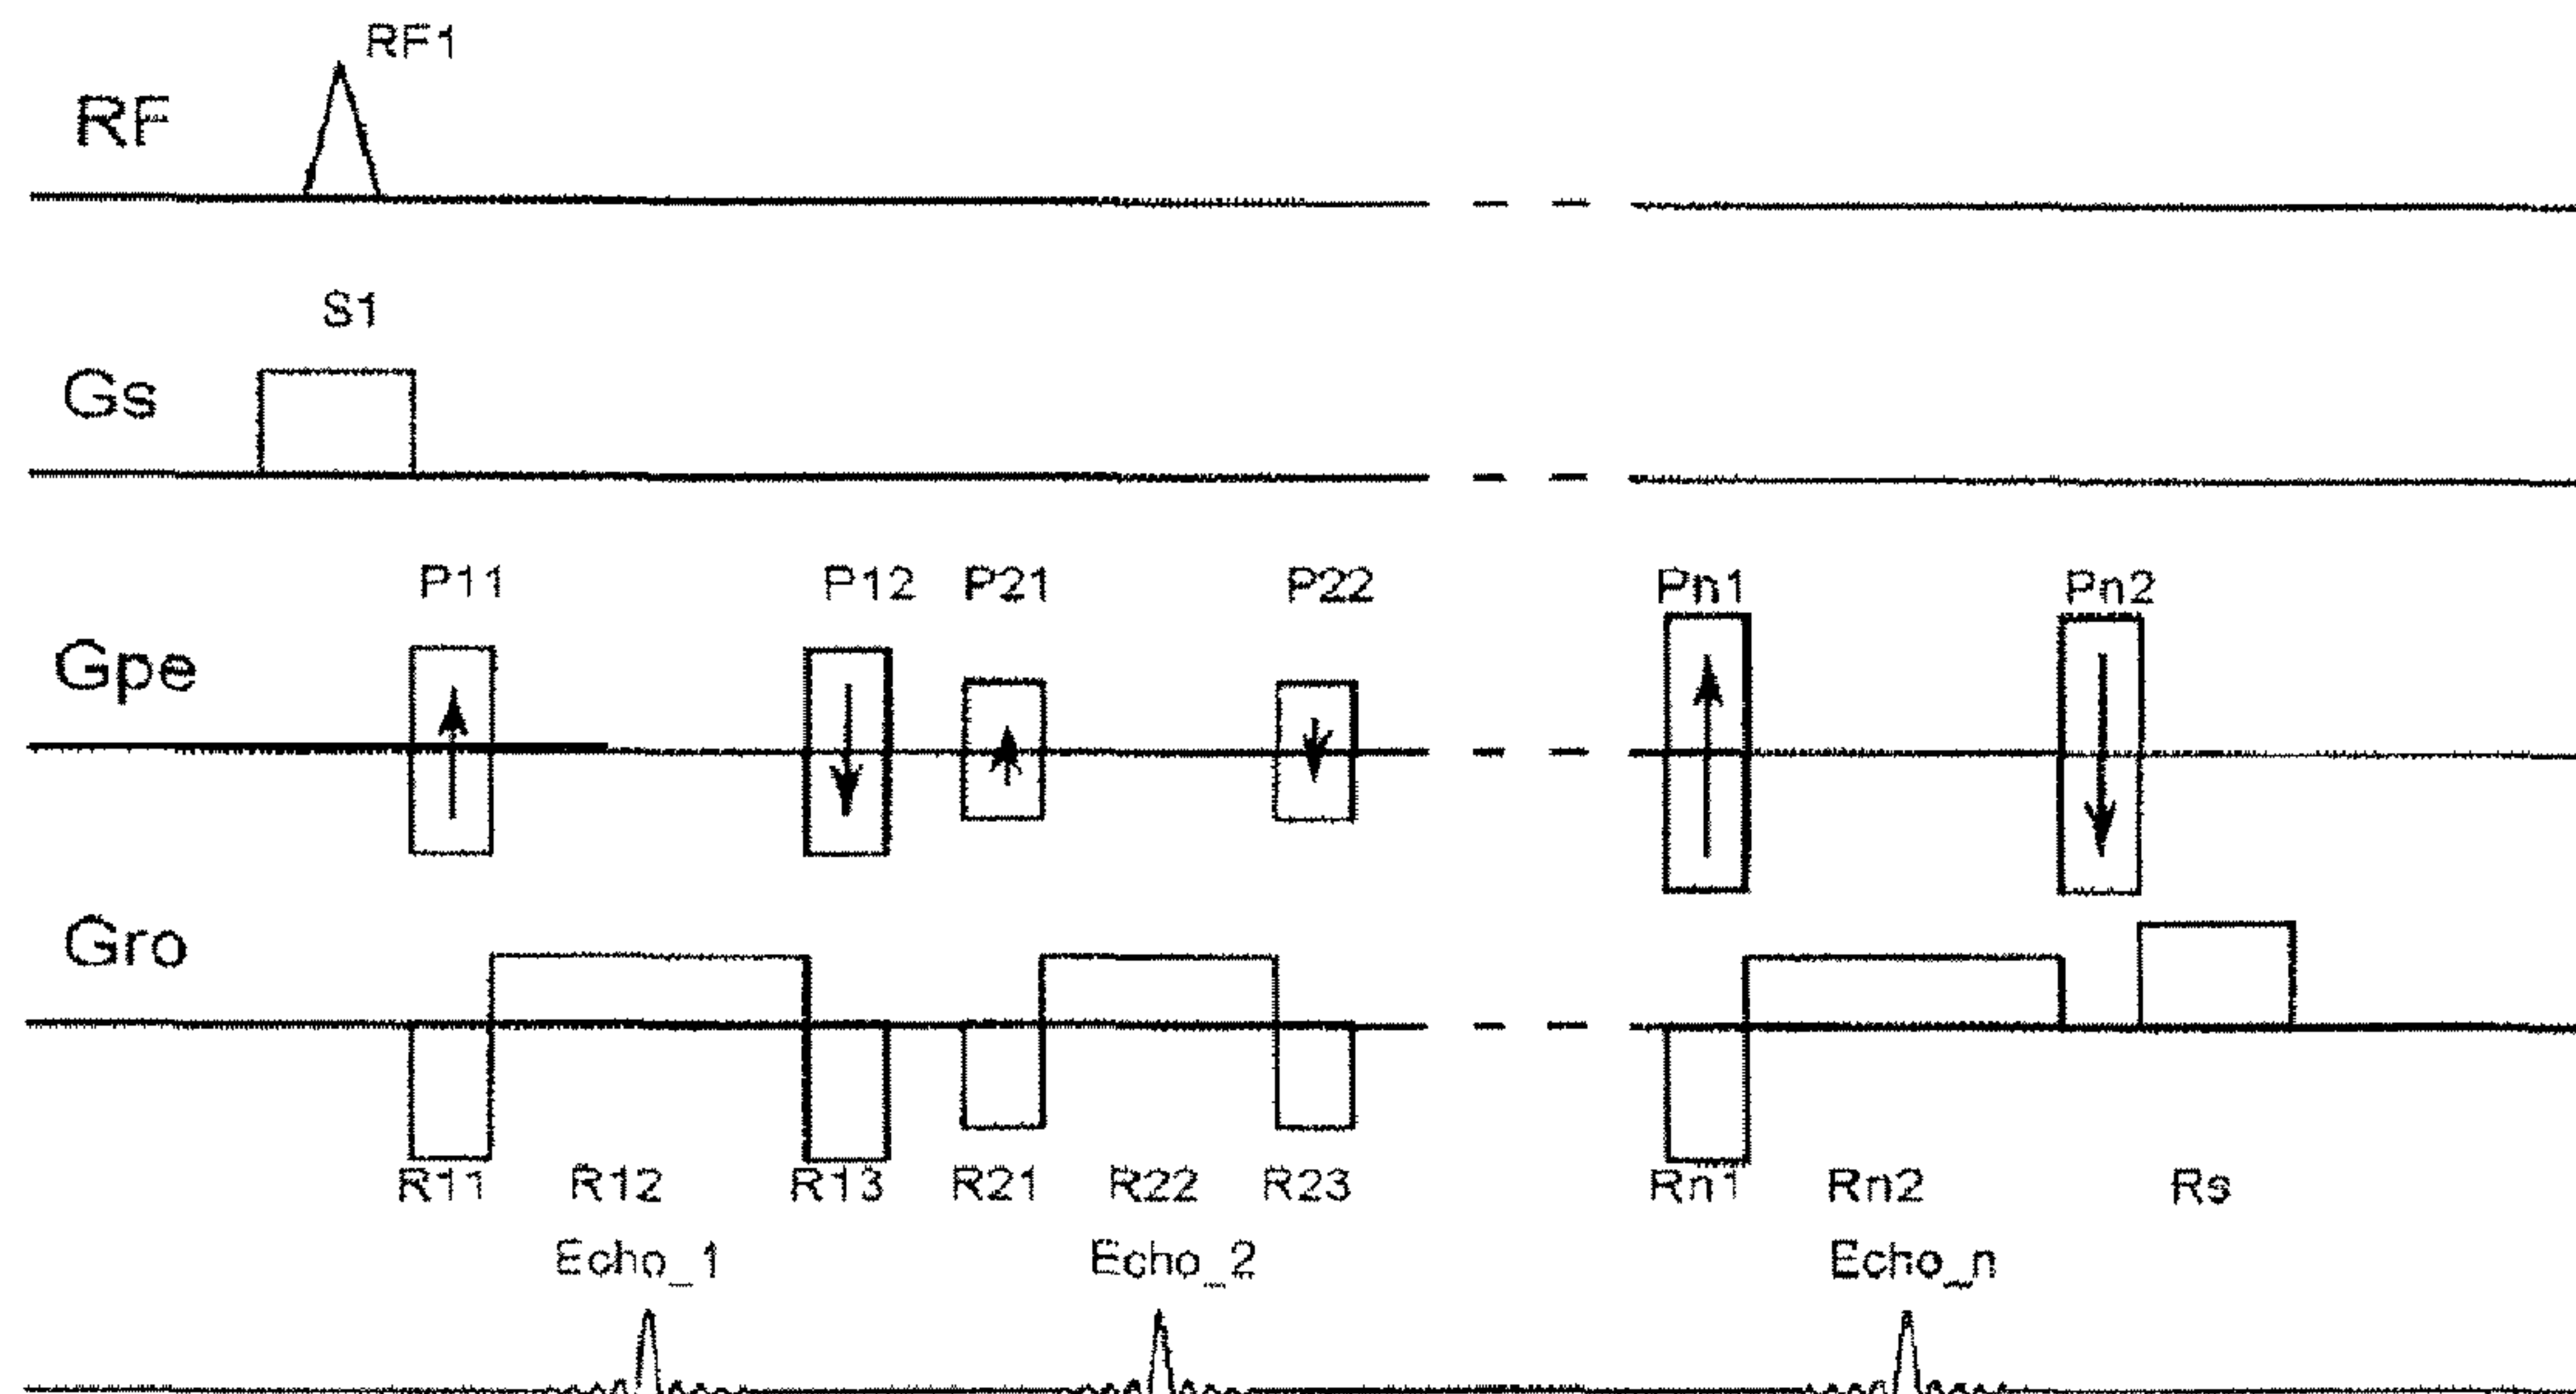 RF1
RF
S1
Gs
P11 P12 P21 P22 Pn1 Pn2
Gpe
Gro
R11 R12 R13 R21 R22 R23 Rn1 Rn2 Rs
Echo_1 Echo_2 Echo_n